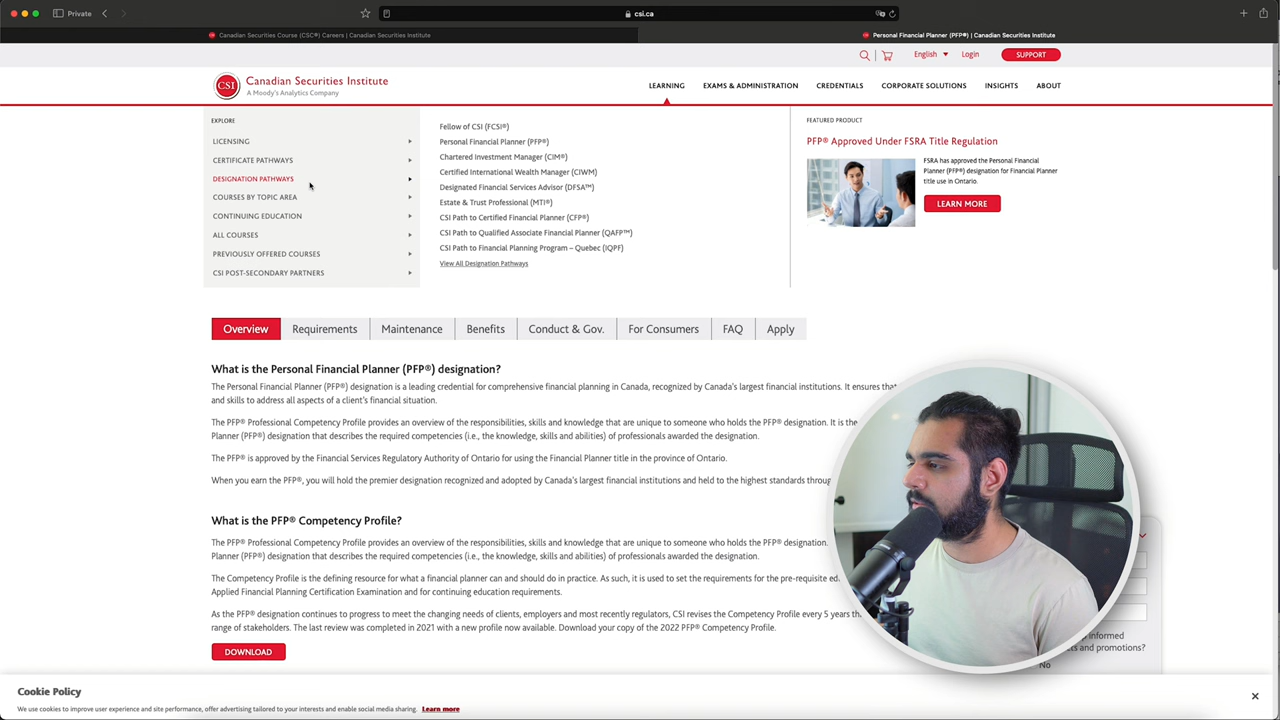 Private
csi.ca
Canadian Securities Course (CSC®) Careers | Canadian Securities Institute
Personal Financial Planner (PFP®) | Canadian Securities Institute
English
Login
SUPPORT
CSI
Canadian Securities Institute
A Moody's Analytics Company
LEARNING
EXAMS & ADMINISTRATION
CREDENTIALS
CORPORATE SOLUTIONS
INSIGHTS
ABOUT
EXPLORE
LICENSING
CERTIFICATE PATHWAYS
DESIGNATION PATHWAYS
COURSES BY TOPIC AREA
CONTINUING EDUCATION
ALL COURSES
PREVIOUSLY OFFERED COURSES
CSI POST-SECONDARY PARTNERS
Fellow of CSI (FCSI®)
Personal Financial Planner (PFP®)
Chartered Investment Manager (CIM®)
Certified International Wealth Manager (CIWM)
Designated Financial Services Advisor (DFSA™)
Estate & Trust Professional (MTI®)
CSI Path to Certified Financial Planner (CFP®)
CSI Path to Qualified Associate Financial Planner (QAFP™)
CSI Path to Financial Planning Program – Quebec (IQPF)
View All Designation Pathways
FEATURED PRODUCT
PFP® Approved Under FSRA Title Regulation
FSRA has approved the Personal Financial
Planner (PFP®) designation for Financial Planner
title use in Ontario.
LEARN MORE
Overview
Requirements
Maintenance
Benefits
Conduct & Gov.
For Consumers
FAQ
Apply
What is the Personal Financial Planner (PFP®) designation?
The Personal Financial Planner (PFP®) designation is a leading credential for comprehensive financial planning in Canada, recognized by Canada's largest financial institutions. It ensures that
and skills to address all aspects of a client's financial situation.
The PFP® Professional Competency Profile provides an overview of the responsibilities, skills and knowledge that are unique to someone who holds the PFP® designation. It is the
Planner (PFP®) designation that describes the required competencies (i.e., the knowledge, skills and abilities) of professionals awarded the designation.
The PFP® is approved by the Financial Services Regulatory Authority of Ontario for using the Financial Planner title in the province of Ontario.
When you earn the PFP®, you will hold the premier designation recognized and adopted by Canada's largest financial institutions and held to the highest standards throug
What is the PFP® Competency Profile?
The PFP® Professional Competency Profile provides an overview of the responsibilities, skills and knowledge that are unique to someone who holds the PFP® designation.
Planner (PFP®) designation that describes the required competencies (i.e., the knowledge, skills and abilities) of professionals awarded the designation.
The Competency Profile is the defining resource for what a financial planner can and should do in practice. As such, it is used to set the requirements for the pre-requisite ed
Applied Financial Planning Certification Examination and for continuing education requirements.
As the PFP® designation continues to progress to meet the changing needs of clients, employers and most recently regulators, CSI revises the Competency Profile every 5 years th
range of stakeholders. The last review was completed in 2021 with a new profile now available. Download your copy of the 2022 PFP® Competency Profile.
DOWNLOAD
informed
cts and promotions?
No
Cookie Policy
We use cookies to improve user experience and site performance, offer advertising tailored to your interests and enable social media sharing. Learn more